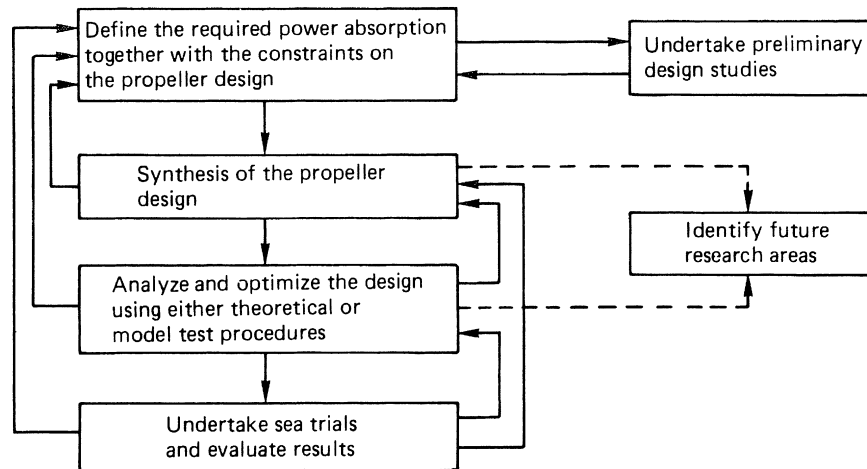 Define the required power absorption
together with the constraints on
the propeller design
Undertake preliminary
design studies
Synthesis of the propeller
design
Identify future
research areas
Analyze and optimize the design
using either theoretical or
model test procedures
Undertake sea trials
and evaluate results